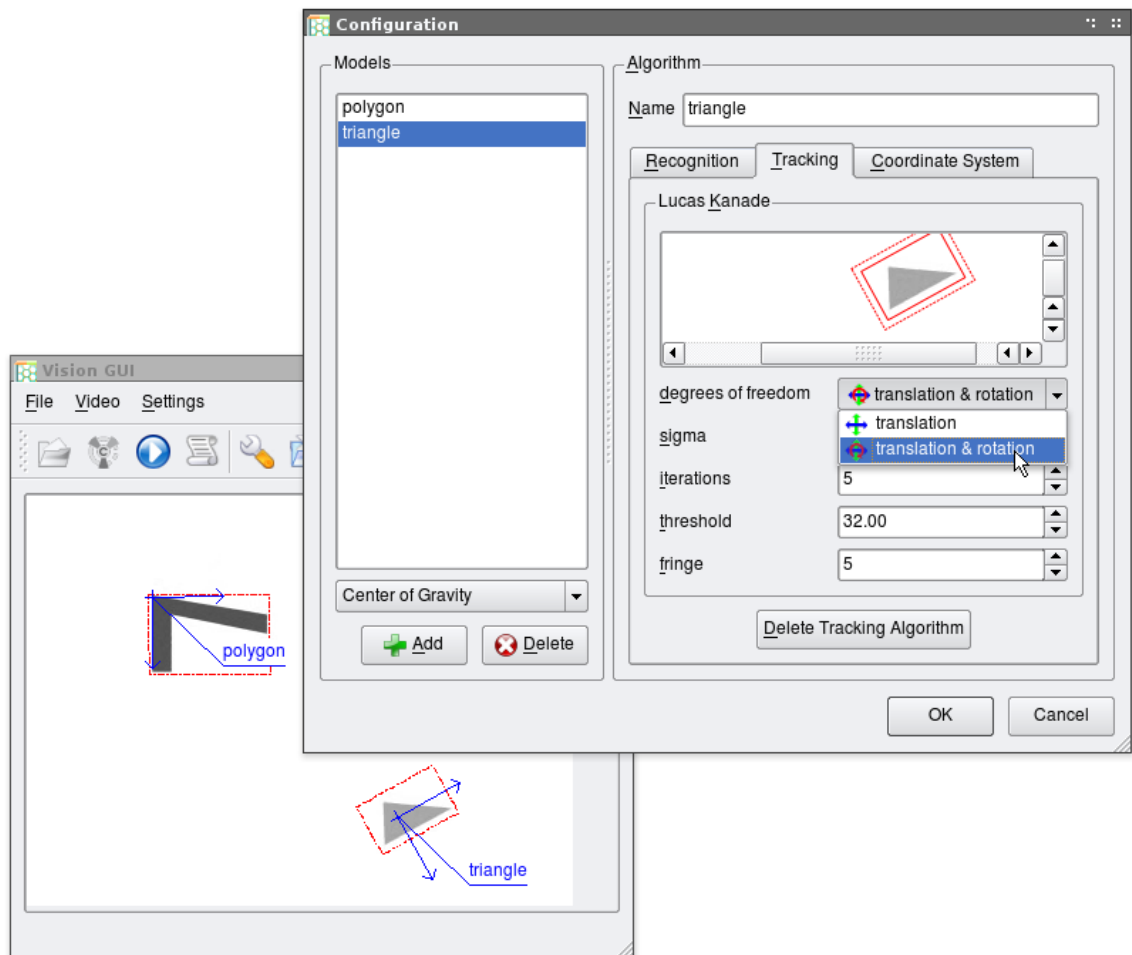 Configuration
Models
polygon
triangle
Center of Gravity
Add
Delete
Algorithm
Name triangle
Recognition Tracking Coordinate System
Lucas Kanade
degrees of freedom translation & rotation
translation
translation & rotation
sigma
iterations 5
threshold 32.00
fringe 5
Delete Tracking Algorithm
OK Cancel
Vision GUI
File Video Settings
polygon
triangle